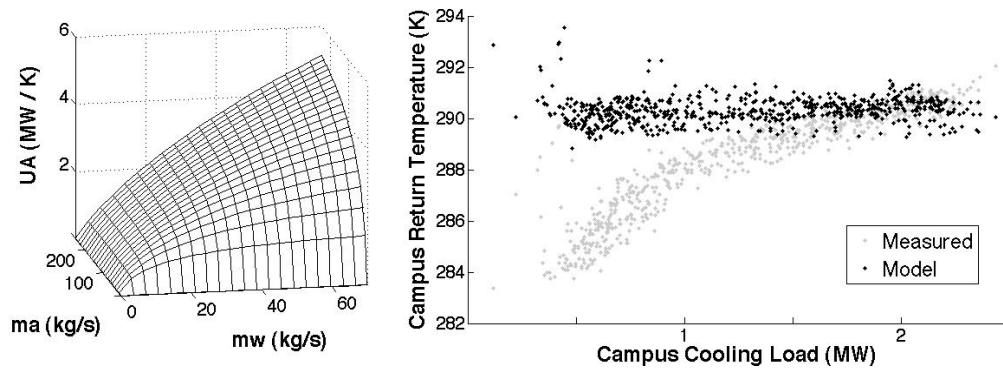 6
4
2
UA (MW / K)
200
100
ma (kg/s)
0
20
40
60
mw (kg/s)
294
292
290
288
286
284
282
Campus Return Temperature (K)
Measured
Model
1
2
Campus Cooling Load (MW)